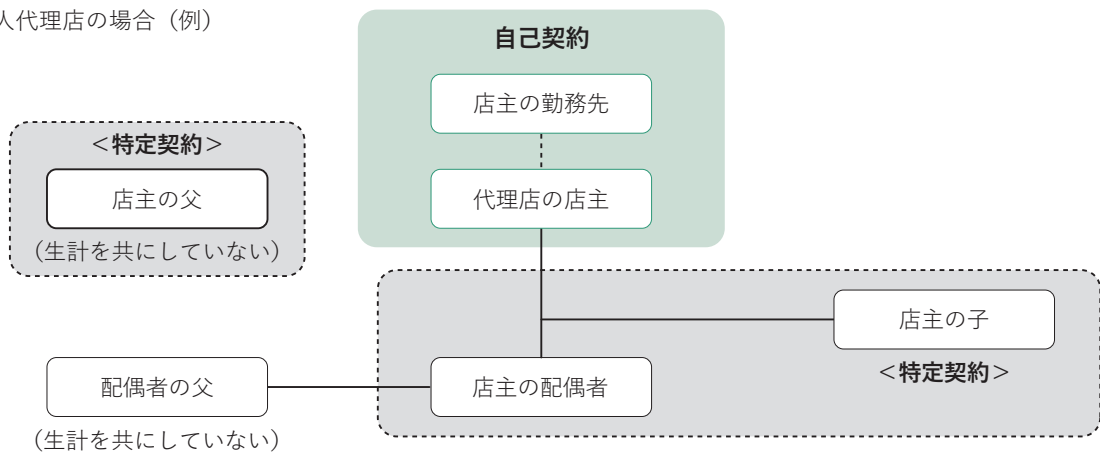 人代理店の場合（例）
自己契約
店主の勤務先
代理店の店主
＜特定契約＞
店主の父
（生計を共にしていない）
店主の子
＜特定契約＞
店主の配偶者
配偶者の父
（生計を共にしていない）